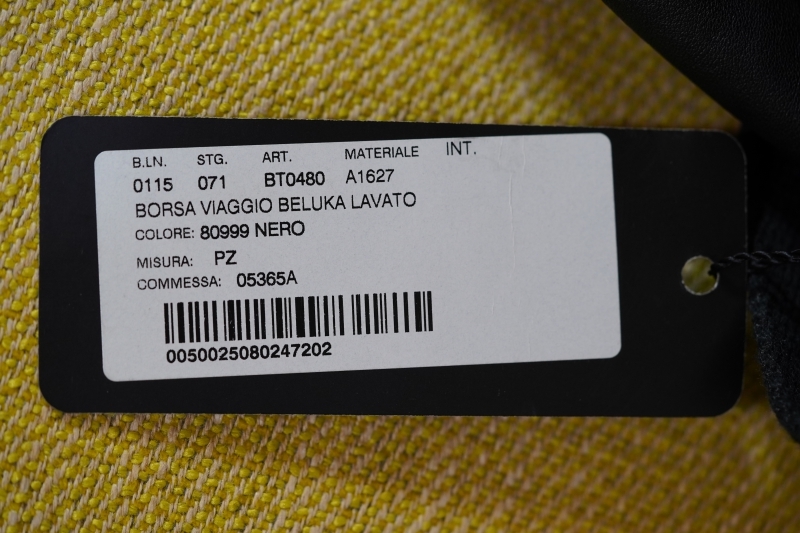 B.LN. STG. ART. MATERIALE INT.
0115 071 BT0480 A1627
BORSA VIAGGIO BELUKA LAVATO
COLORE: 80999 NERO
MISURA: PZ
COMMESSA: 05365A
0050025080247202